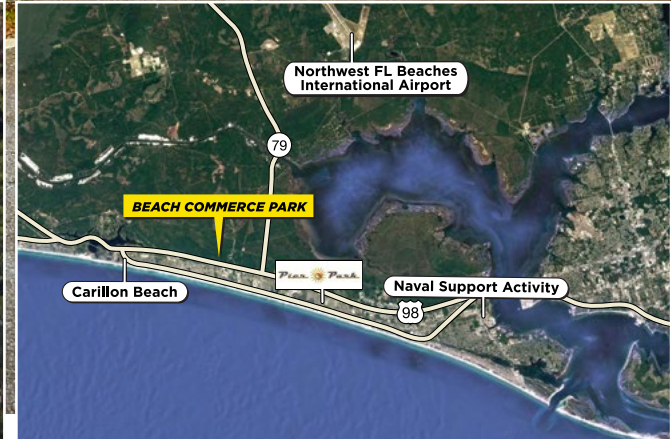 Northwest FL Beaches
International Airport
79
BEACH COMMERCE PARK
Pier Park
Carillon Beach
Naval Support Activity
98